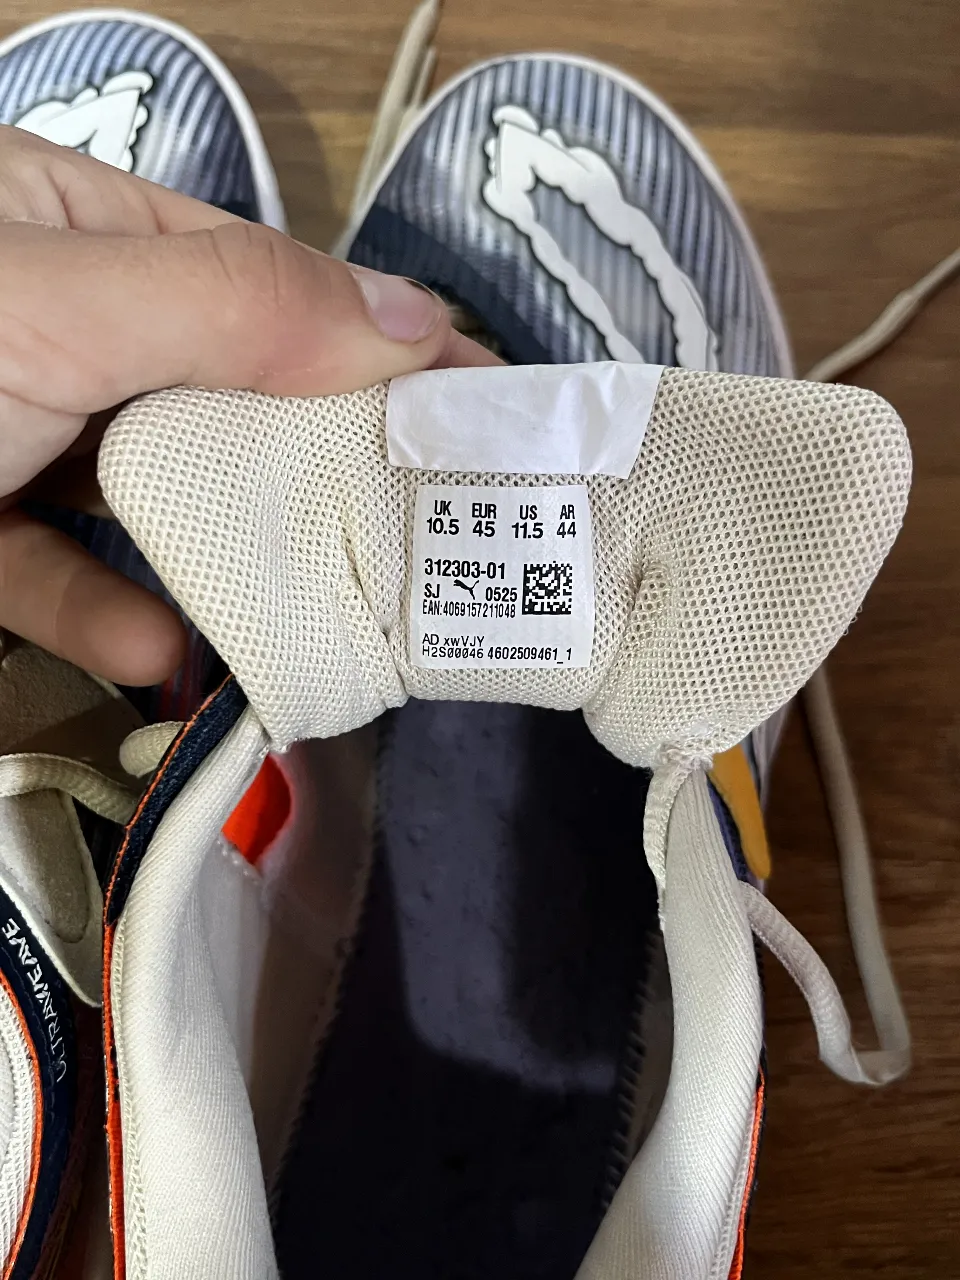 UK EUR US AR
10.5 45 11.5 44
312303-01
SJ 0525
EAN:4069157211048
AD xwVJY
H2S00046 4602509461_1
ULTRAWEAVE